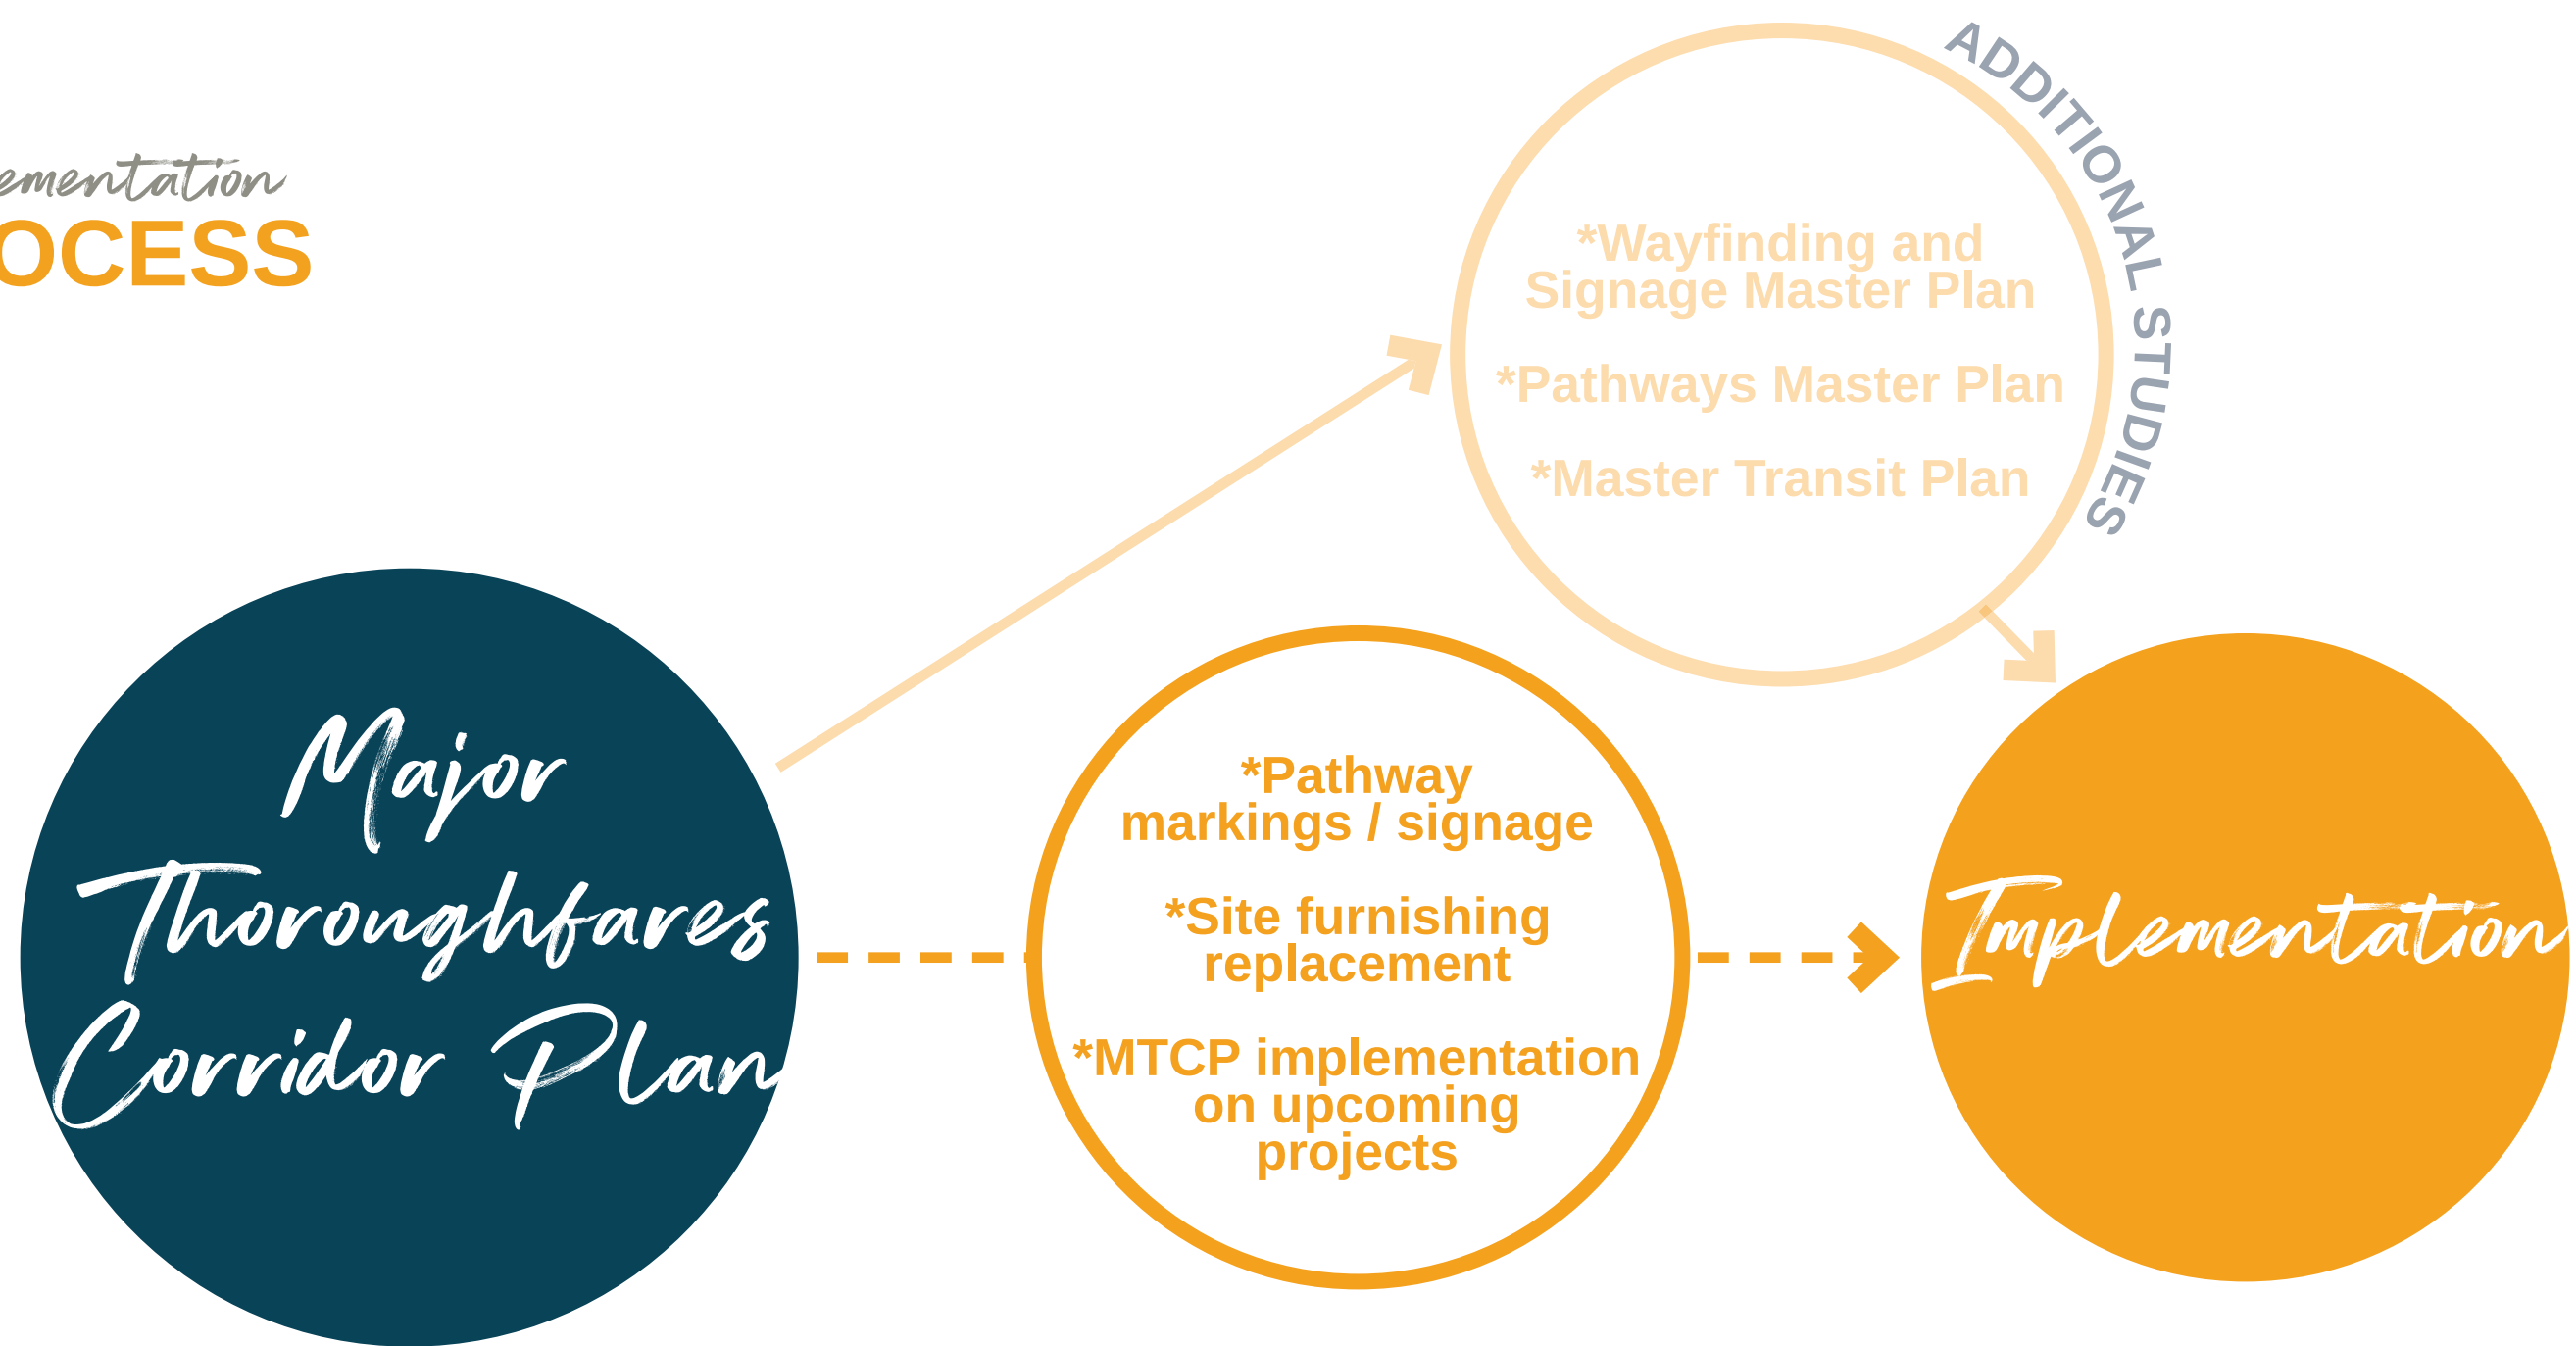 ementation
OCESS
ADDITIONAL STUDIES
*Wayfinding and
Signage Master Plan
*Pathways Master Plan
*Master Transit Plan
Major
Thoroughfares
Corridor Plan
*Pathway
markings / signage
*Site furnishing
replacement
*MTCP implementation
on upcoming
projects
Implementation